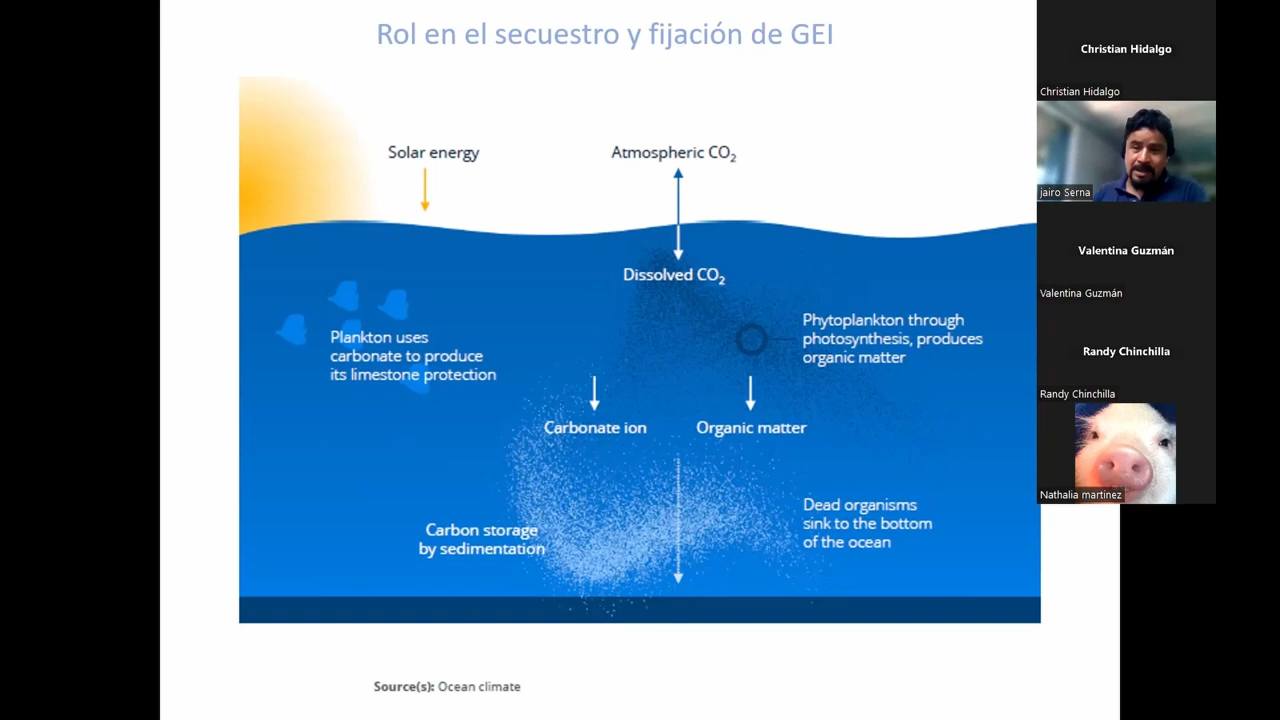 Rol en el secuestro y fijación de GEI
Solar energy
Atmospheric CO₂
Dissolved CO₂
Plankton uses
carbonate to produce
its limestone protection
Phytoplankton through
photosynthesis, produces
organic matter
Carbonate ion
Organic matter
Carbon storage
by sedimentation
Dead organisms
sink to the bottom
of the ocean
Source(s): Ocean climate
Christian Hidalgo
Christian Hidalgo
jairo Serna
Valentina Guzmán
Valentina Guzmán
Randy Chinchilla
Randy Chinchilla
Nathalia martinez